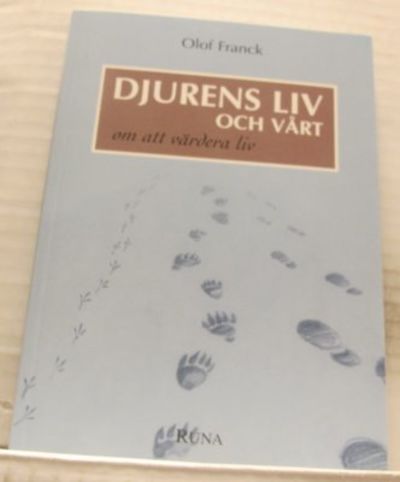 Olof Franck
DJURENS LIV
OCH VÅRT
om att värdera liv
RUNA